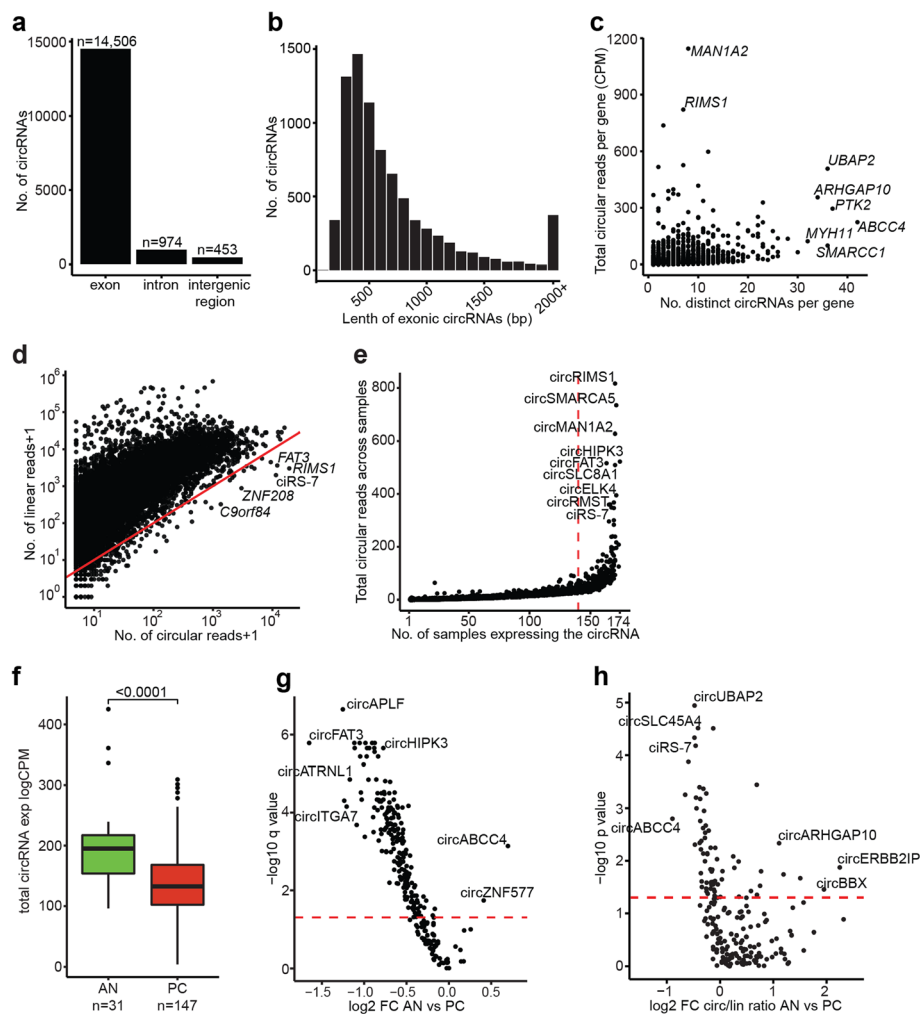 a
No. of circRNAs
15000
10000
5000
0
n=14,506
n=974
n=453
exon
intron
intergenic
region
b
No. of circRNAs
1500
1000
500
0
500
1000
1500
2000+
Lenth of exonic circRNAs (bp)
c
Total circular reads per gene (CPM)
1200
900
600
300
0
MAN1A2
RIMS1
UBAP2
ARHGAP10
PTK2
ABCC4
MYH11
SMARCC1
0
10
20
30
40
No. distinct circRNAs per gene
d
No. of linear reads+1
10^6
10^5
10^4
10^3
10^2
10^1
10^0
FAT3
RIMS1
ciRS-7
ZNF208
C9orf84
10^1
10^2
10^3
10^4
No. of circular reads+1
e
Total circular reads across samples
800
600
400
200
0
circRIMS1
circSMARCA5
circMAN1A2
circHIPK3
circFAT3
circSLC8A1
circELK4
circRMST
ciRS-7
1
50
100
150
174
No. of samples expressing the circRNA
f
total circRNA exp logCPM
400
300
200
100
0
<0.0001
AN
n=31
PC
n=147
g
−log10 q value
6
4
2
0
circAPLF
circFAT3
circHIPK3
circATRNL1
circITGA7
circABCC4
circZNF577
−1.5
−1.0
−0.5
0.0
0.5
log2 FC AN vs PC
h
−log10 p value
5
4
3
2
1
0
circUBAP2
circSLC45A4
ciRS-7
circABCC4
circARHGAP10
circERBB2IP
circBBX
−1
0
1
2
log2 FC circ/lin ratio AN vs PC